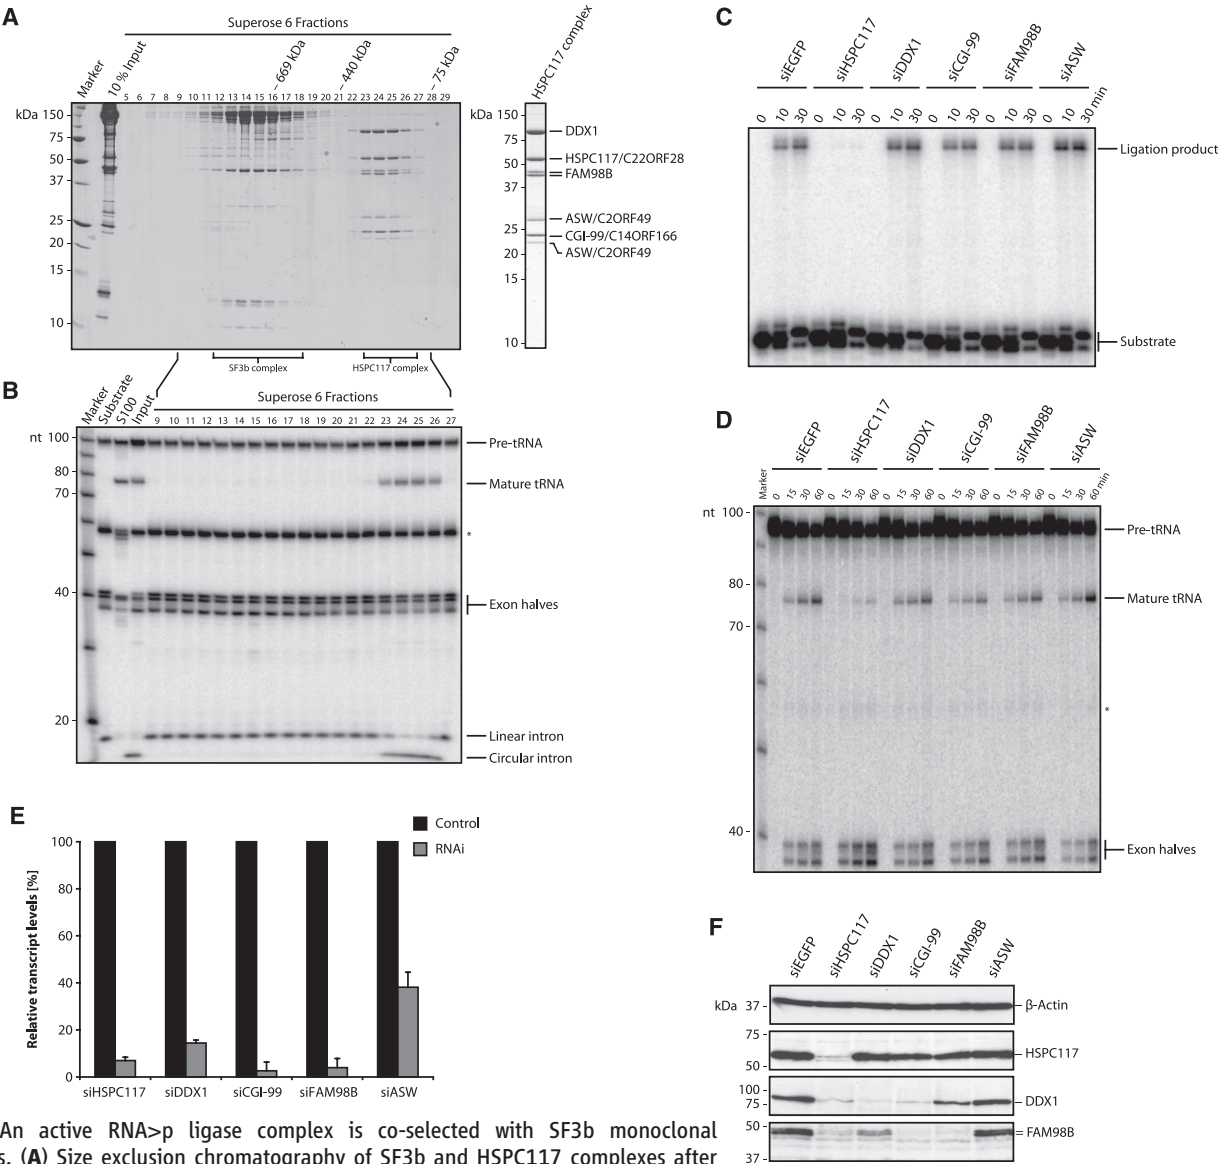 A
Superose 6 Fractions
Marker
10 % Input
5 6 7 8 9 10 11 12 13 14 15 16 17 18 19 20 21 22 23 24 25 26 27 28 29
– 669 kDa
– 440 kDa
– 75 kDa
kDa 150
75
50
37
25
20
15
10
SF3b complex
HSPC117 complex
HSPC117 complex
kDa 150
75
50
37
25
20
15
10
DDX1
HSPC117/C22ORF28
FAM98B
ASW/C2ORF49
CGI-99/C14ORF166
ASW/C2ORF49
B
Marker
Substrate
S100
Input
Superose 6 Fractions
9 10 11 12 13 14 15 16 17 18 19 20 21 22 23 24 25 26 27
nt 100
80
70
40
20
Pre-tRNA
Mature tRNA
*
Exon halves
Linear intron
Circular intron
C
siEGFP siHSPC117 siDDX1 siCGI-99 siFAM98B siASW
0 10 30 0 10 30 0 10 30 0 10 30 0 10 30 0 10 30 min
Ligation product
Substrate
D
siEGFP siHSPC117 siDDX1 siCGI-99 siFAM98B siASW
Marker 0 15 30 60 0 15 30 60 0 15 30 60 0 15 30 60 0 15 30 60 0 15 30 60 min
nt 100
80
70
40
Pre-tRNA
Mature tRNA
*
Exon halves
E
Control
RNAi
Relative transcript levels [%]
100
80
60
40
20
0
siHSPC117 siDDX1 siCGI-99 siFAM98B siASW
F
siEGFP siHSPC117 siDDX1 siCGI-99 siFAM98B siASW
kDa 37
β-Actin
75
50
HSPC117
100
75
DDX1
50
37
FAM98B
An active RNA>p ligase complex is co-selected with SF3b monoclonal
s. (A) Size exclusion chromatography of SF3b and HSPC117 complexes after